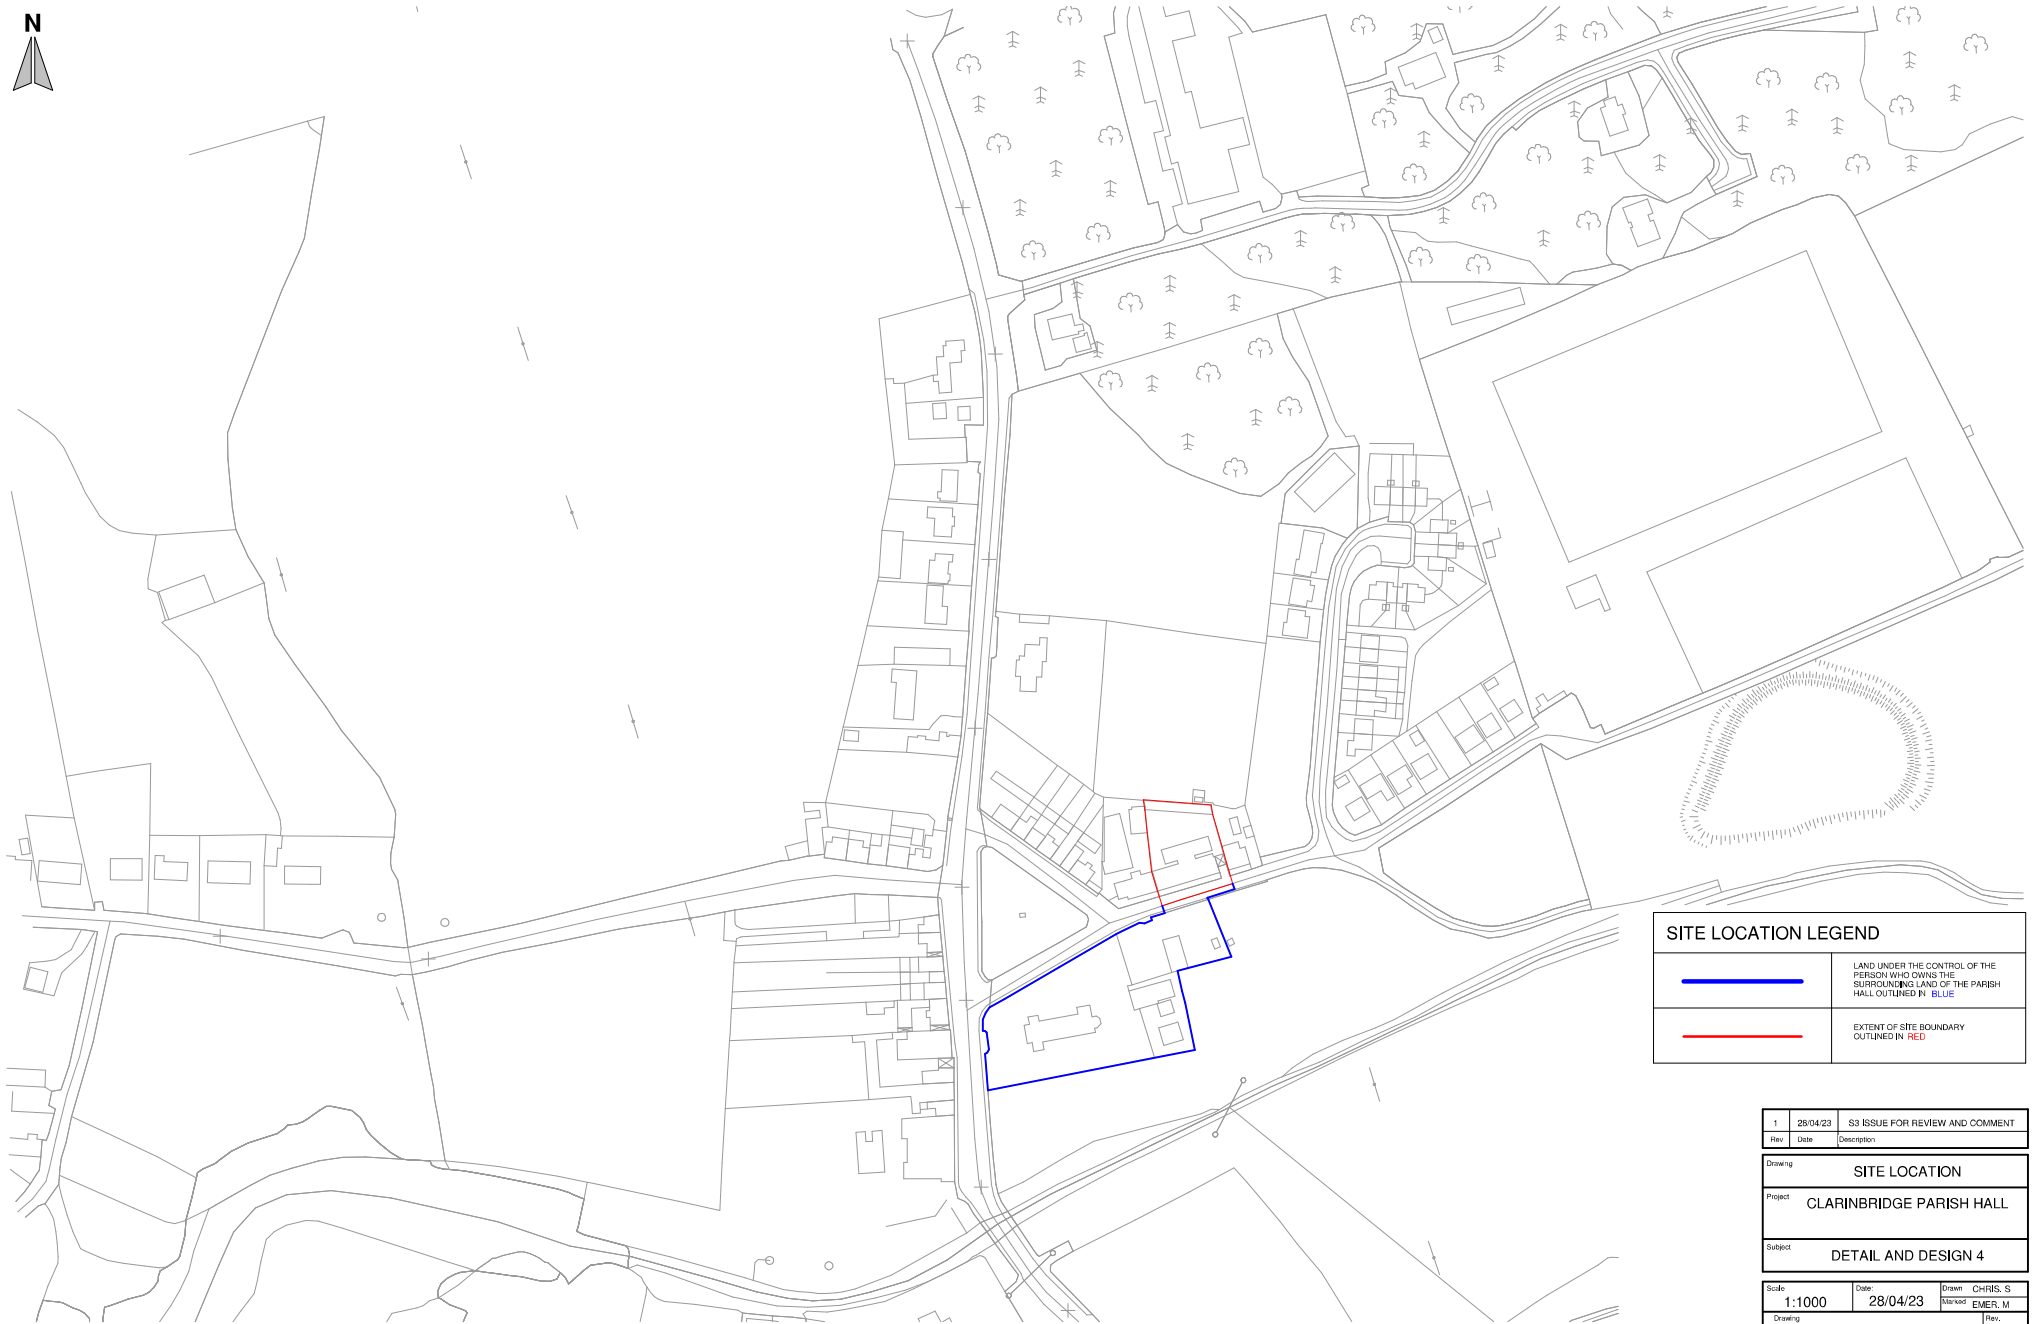 N
SITE LOCATION LEGEND
LAND UNDER THE CONTROL OF THE
PERSON WHO OWNS THE
SURROUNDING LAND OF THE PARISH
HALL OUTLINED IN BLUE
EXTENT OF SITE BOUNDARY
OUTLINED IN RED
1 28/04/23 S3 ISSUE FOR REVIEW AND COMMENT
Rev Date Description
Drawing
SITE LOCATION
Project
CLARINBRIDGE PARISH HALL
Subject
DETAIL AND DESIGN 4
Scale
1:1000
Date:
28/04/23
Drawn CHRIS. S
Marked EMER. M
Drawing
Rev.